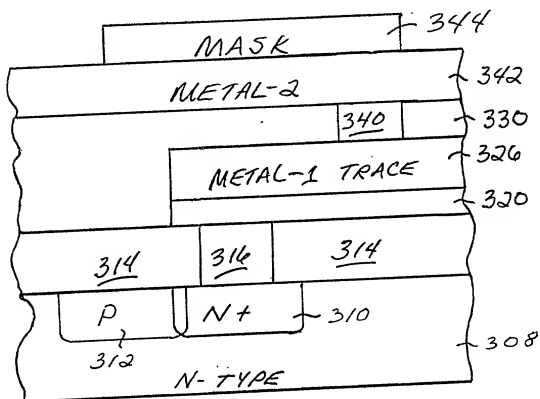 MASK 344
METAL-2 342
340 330
METAL-1 TRACE 326
320
314 316 314
P N+ 310
312
308
N-TYPE